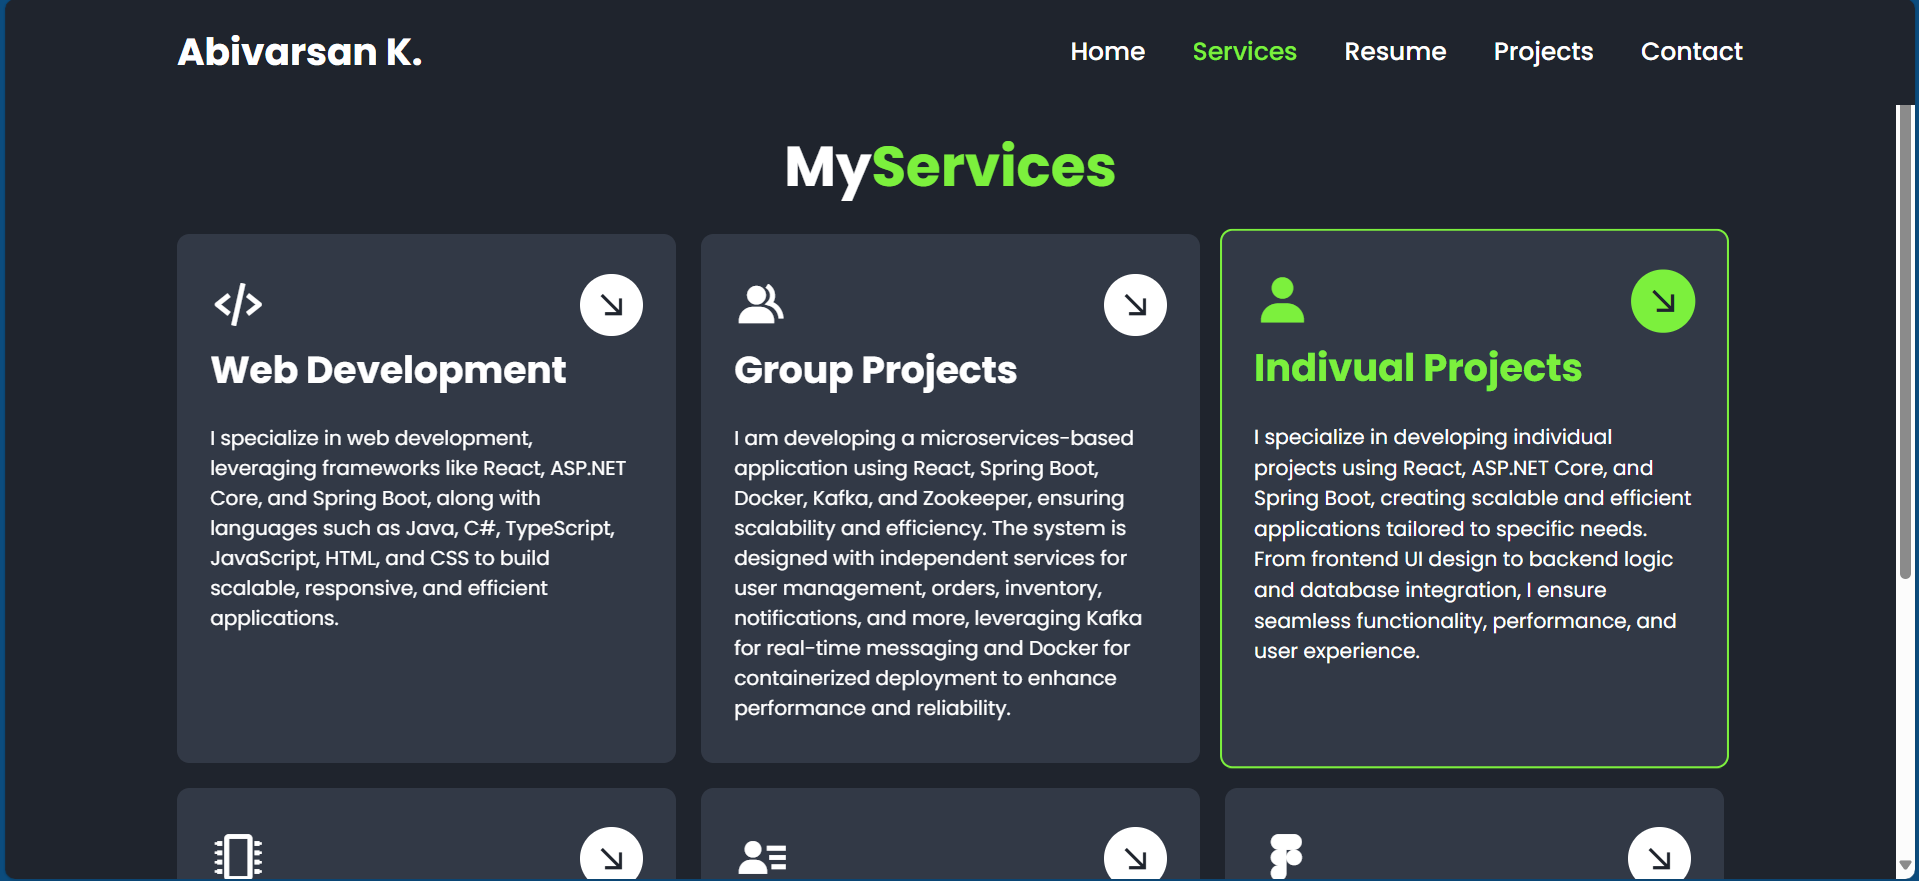 Abivarsan K.
Home Services Resume Projects Contact
MyServices
Web Development
I specialize in web development,
leveraging frameworks like React, ASP.NET
Core, and Spring Boot, along with
languages such as Java, C#, TypeScript,
JavaScript, HTML, and CSS to build
scalable, responsive, and efficient
applications.
Group Projects
I am developing a microservices-based
application using React, Spring Boot,
Docker, Kafka, and Zookeeper, ensuring
scalability and efficiency. The system is
designed with independent services for
user management, orders, inventory,
notifications, and more, leveraging Kafka
for real-time messaging and Docker for
containerized deployment to enhance
performance and reliability.
Indivual Projects
I specialize in developing individual
projects using React, ASP.NET Core, and
Spring Boot, creating scalable and efficient
applications tailored to specific needs.
From frontend UI design to backend logic
and database integration, I ensure
seamless functionality, performance, and
user experience.